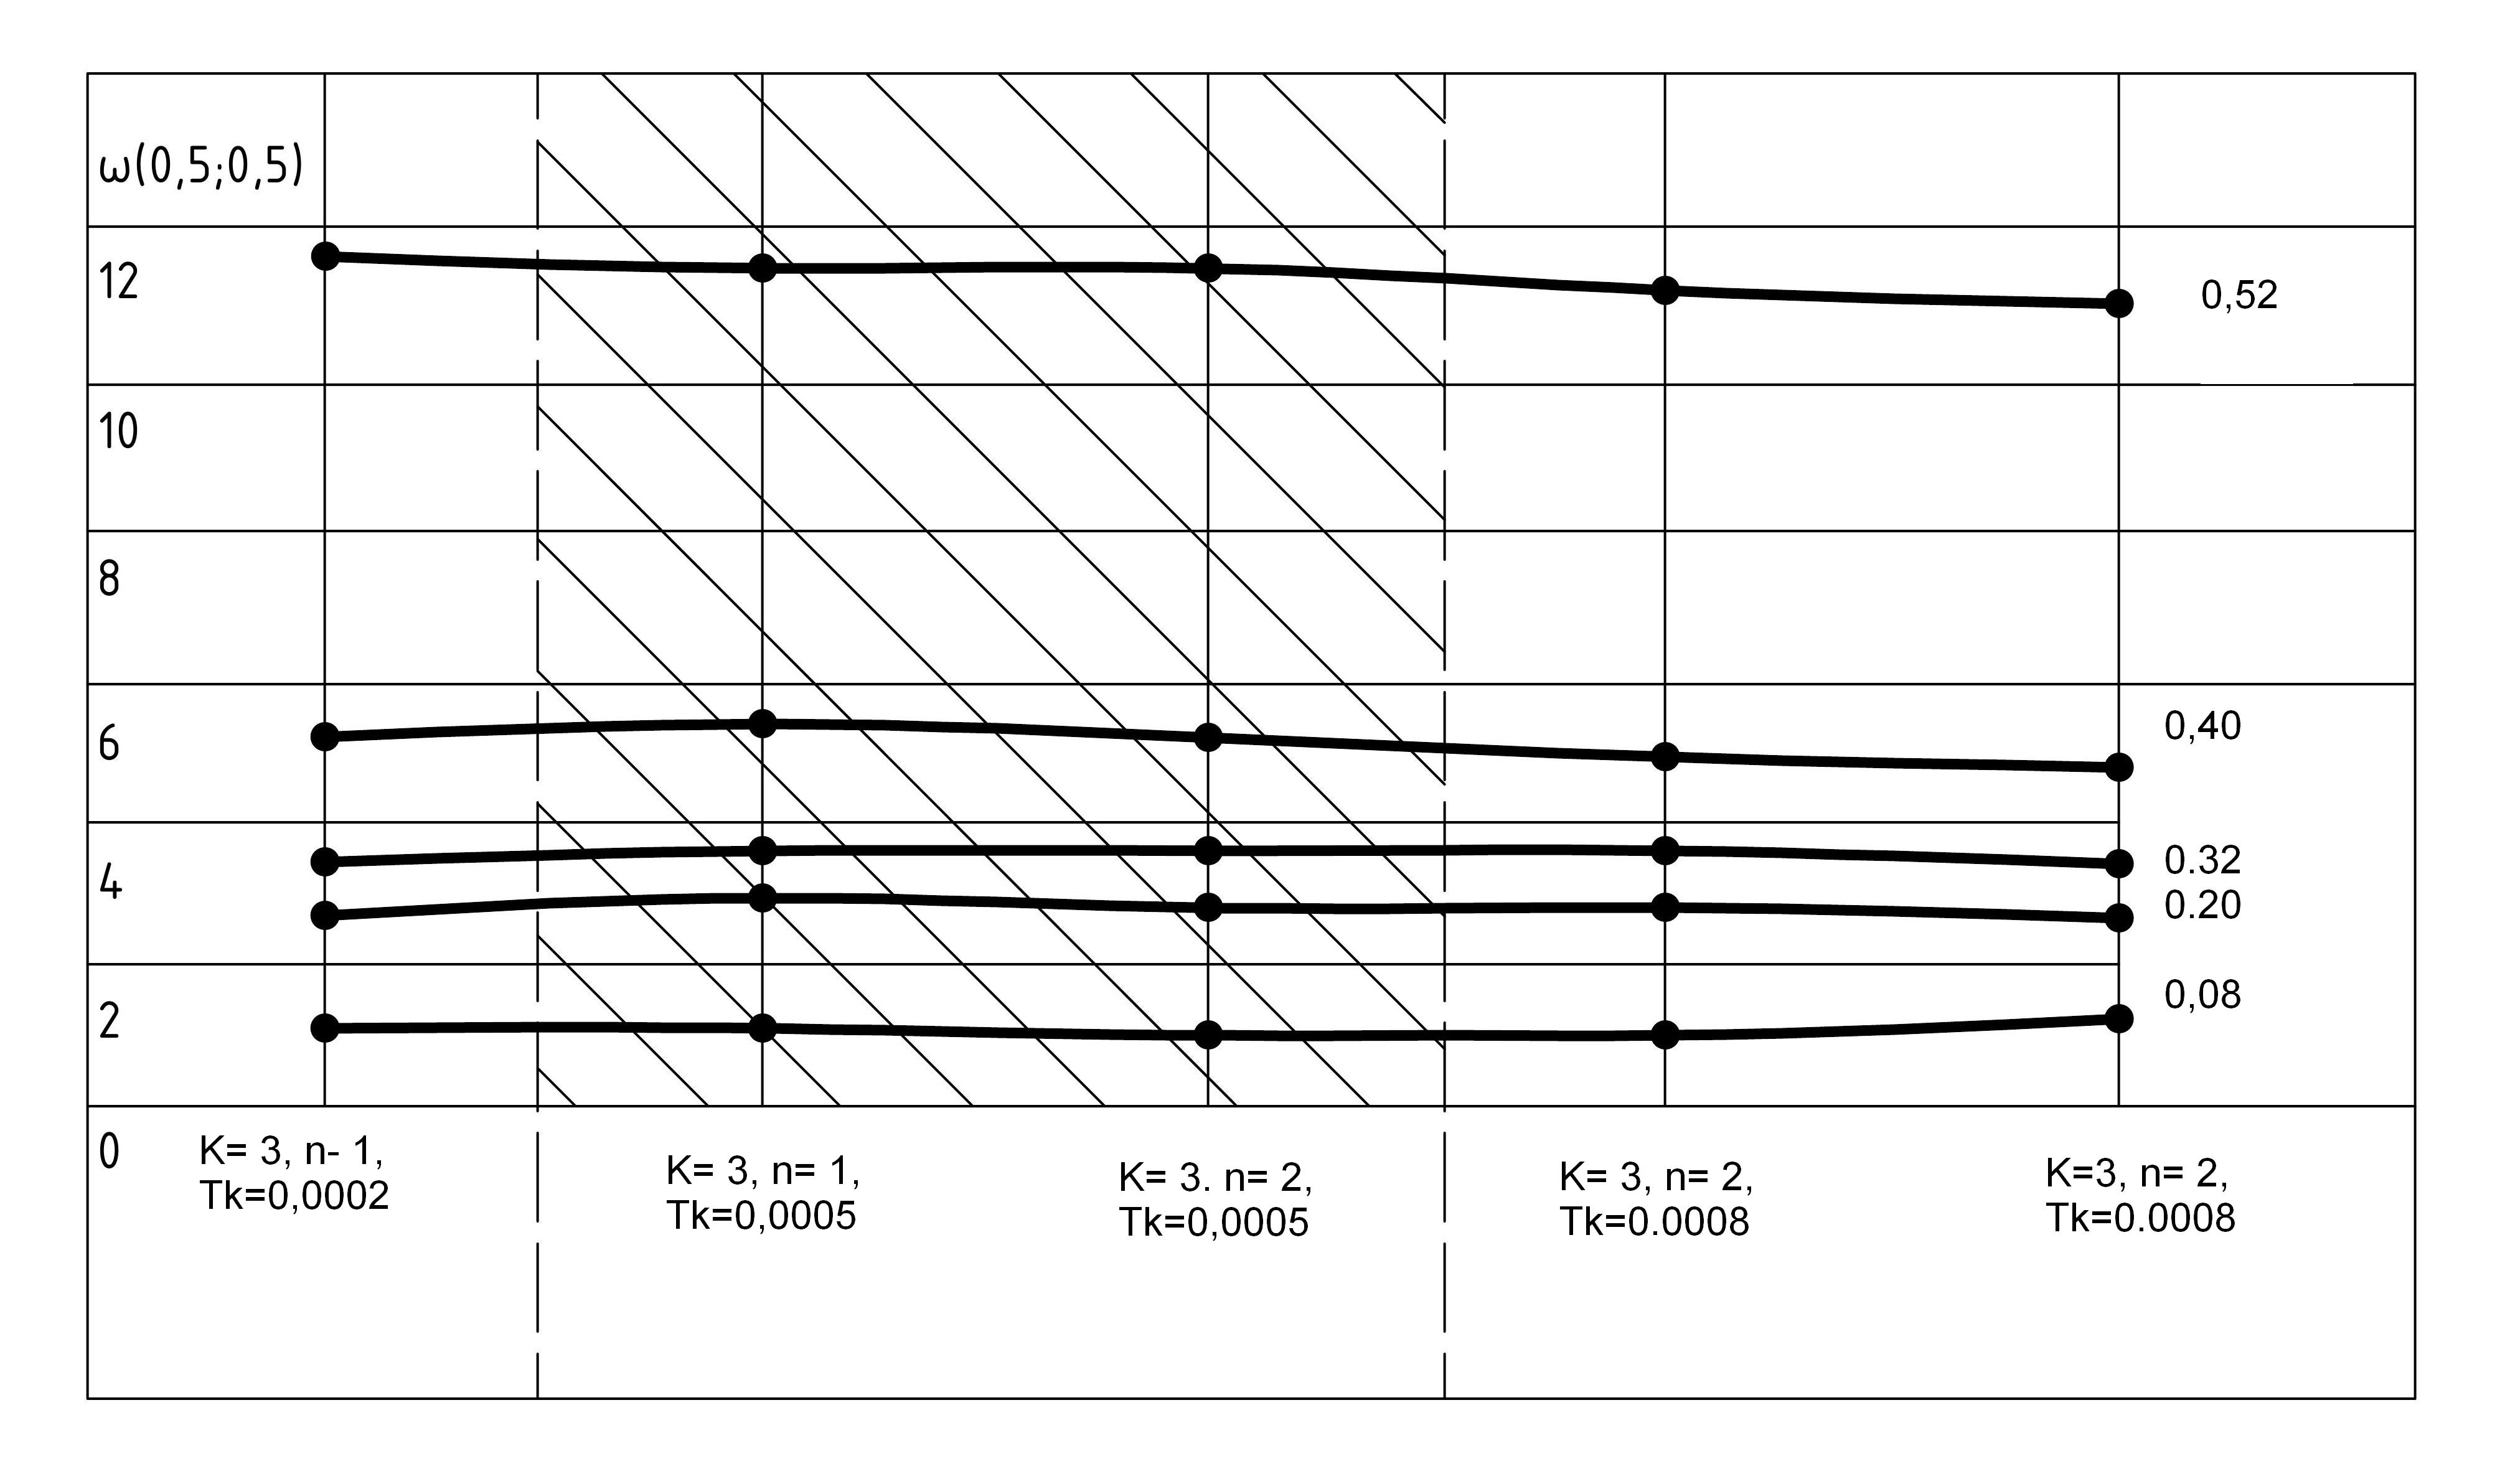 ω(0,5;0,5)
12
0,52
10
8
6
0,40
4
0.32
0.20
2
0,08
0
K= 3, n- 1,
Tk=0,0002
K= 3, n= 1,
Tk=0,0005
K= 3. n= 2,
Tk=0,0005
K= 3, n= 2,
Tk=0.0008
K=3, n= 2,
Tk=0.0008